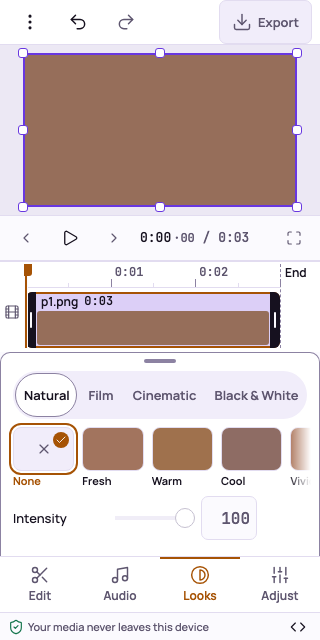 Export
0:00·00 / 0:03
0:01 0:02 End
p1.png 0:03
Natural Film Cinematic Black & White
None Fresh Warm Cool
Intensity 100
Edit Audio Looks Adjust
Your media never leaves this device